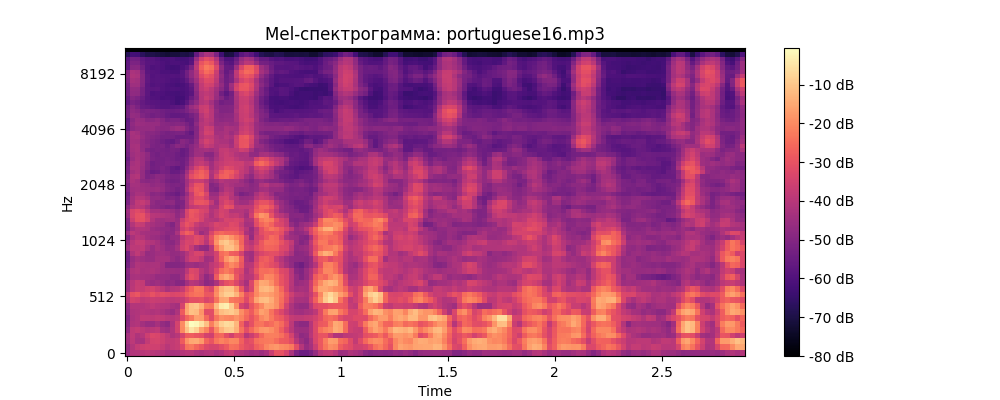 Mel-спектрограмма: portuguese16.mp3
8192
4096
2048
1024
512
0
Hz
0
0.5
1
1.5
2
2.5
Time
-10 dB
-20 dB
-30 dB
-40 dB
-50 dB
-60 dB
-70 dB
-80 dB